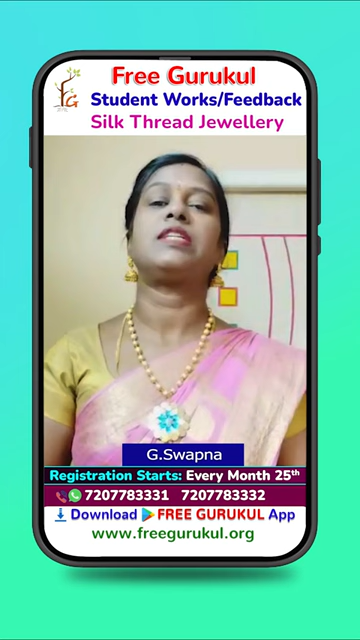 Free Gurukul
Student Works/Feedback
Silk Thread Jewellery
G.Swapna
Registration Starts: Every Month 25th
7207783331 7207783332
Download FREE GURUKUL App
www.freegurukul.org